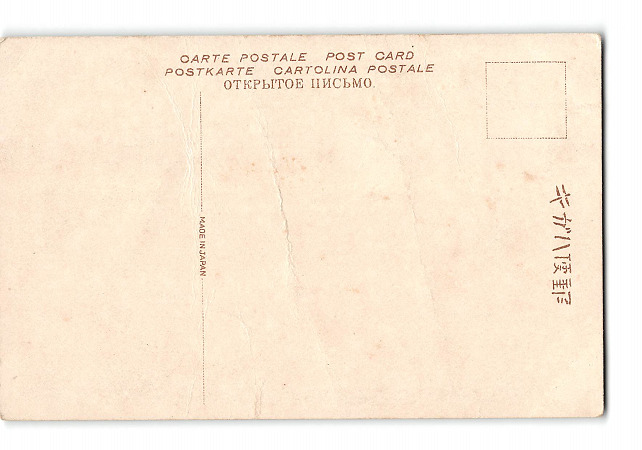 CARTE POSTALE POST CARD
POSTKARTE CARTOLINA POSTALE
ОТКРЫТОЕ ПИСЬМО.
MADE IN JAPAN
郵便ハガキ